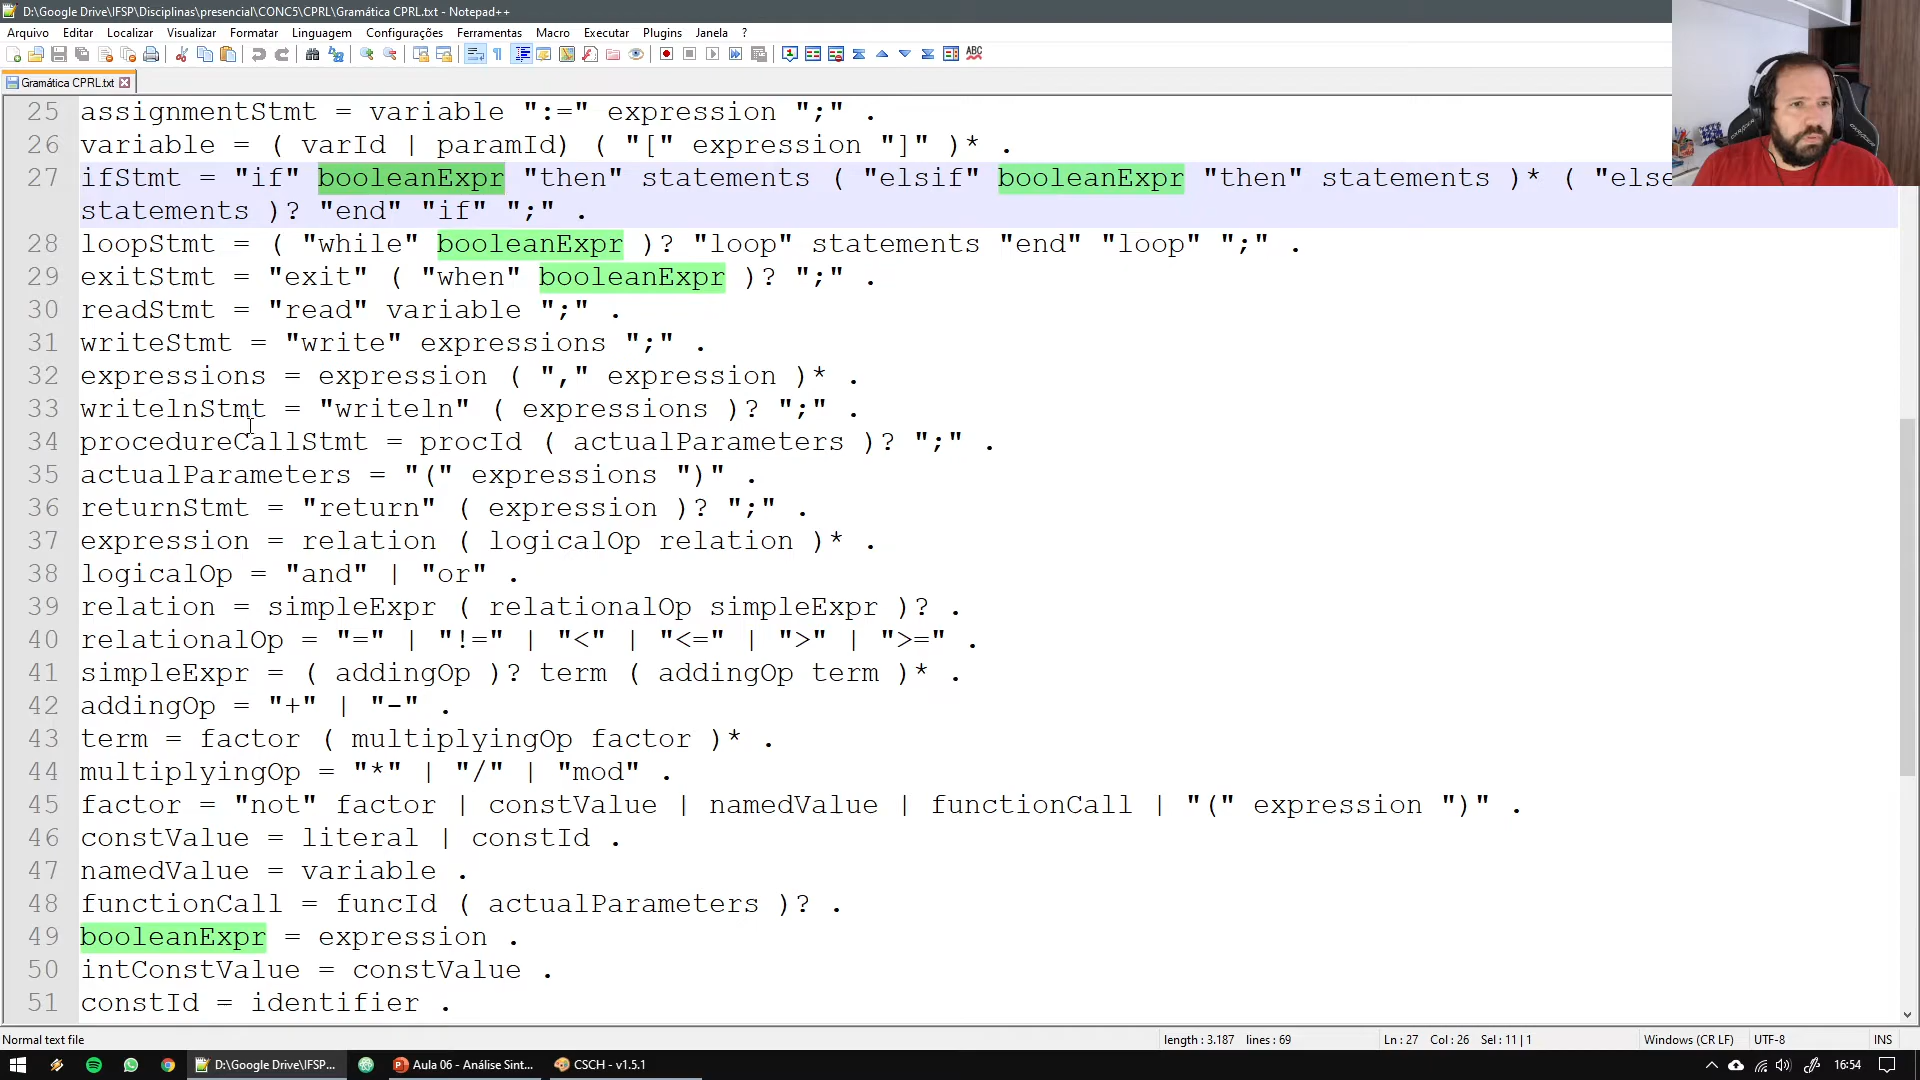 D:\Google Drive\IFSP\Disciplinas\presencial\CONC5\CPRL\Gramática CPRL.txt - Notepad++
Arquivo Editar Localizar Visualizar Formatar Linguagem Configurações Ferramentas Macro Executar Plugins Janela ?
Gramática CPRL.txt
25 assignmentStmt = variable ":=" expression ";" .
26 variable = ( varId | paramId) ( "[" expression "]" )* .
27 ifStmt = "if" booleanExpr "then" statements ( "elsif" booleanExpr "then" statements )* ( "else
statements )? "end" "if" ";" .
28 loopStmt = ( "while" booleanExpr )? "loop" statements "end" "loop" ";" .
29 exitStmt = "exit" ( "when" booleanExpr )? ";" .
30 readStmt = "read" variable ";" .
31 writeStmt = "write" expressions ";" .
32 expressions = expression ( "," expression )* .
33 writelnStmt = "writeln" ( expressions )? ";" .
34 procedureCallStmt = procId ( actualParameters )? ";" .
35 actualParameters = "(" expressions ")" .
36 returnStmt = "return" ( expression )? ";" .
37 expression = relation ( logicalOp relation )* .
38 logicalOp = "and" | "or" .
39 relation = simpleExpr ( relationalOp simpleExpr )? .
40 relationalOp = "=" | "!=" | "<" | "<=" | ">" | ">=" .
41 simpleExpr = ( addingOp )? term ( addingOp term )* .
42 addingOp = "+" | "-" .
43 term = factor ( multiplyingOp factor )* .
44 multiplyingOp = "*" | "/" | "mod" .
45 factor = "not" factor | constValue | namedValue | functionCall | "(" expression ")" .
46 constValue = literal | constId .
47 namedValue = variable .
48 functionCall = funcId ( actualParameters )? .
49 booleanExpr = expression .
50 intConstValue = constValue .
51 constId = identifier .
Normal text file length : 3.187 lines : 69 Ln : 27 Col : 26 Sel : 11 | 1 Windows (CR LF) UTF-8 INS
D:\Google Drive\IFSP... Aula 06 - Análise Sint... CSCH - v1.5.1 16:54